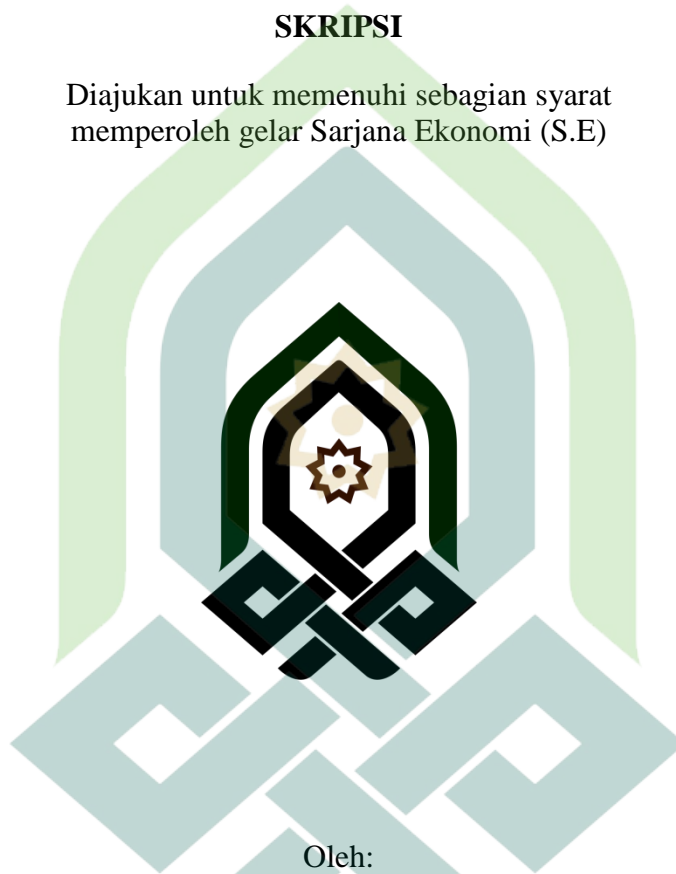 SKRIPSI
Diajukan untuk memenuhi sebagian syarat
memperoleh gelar Sarjana Ekonomi (S.E)
Oleh: